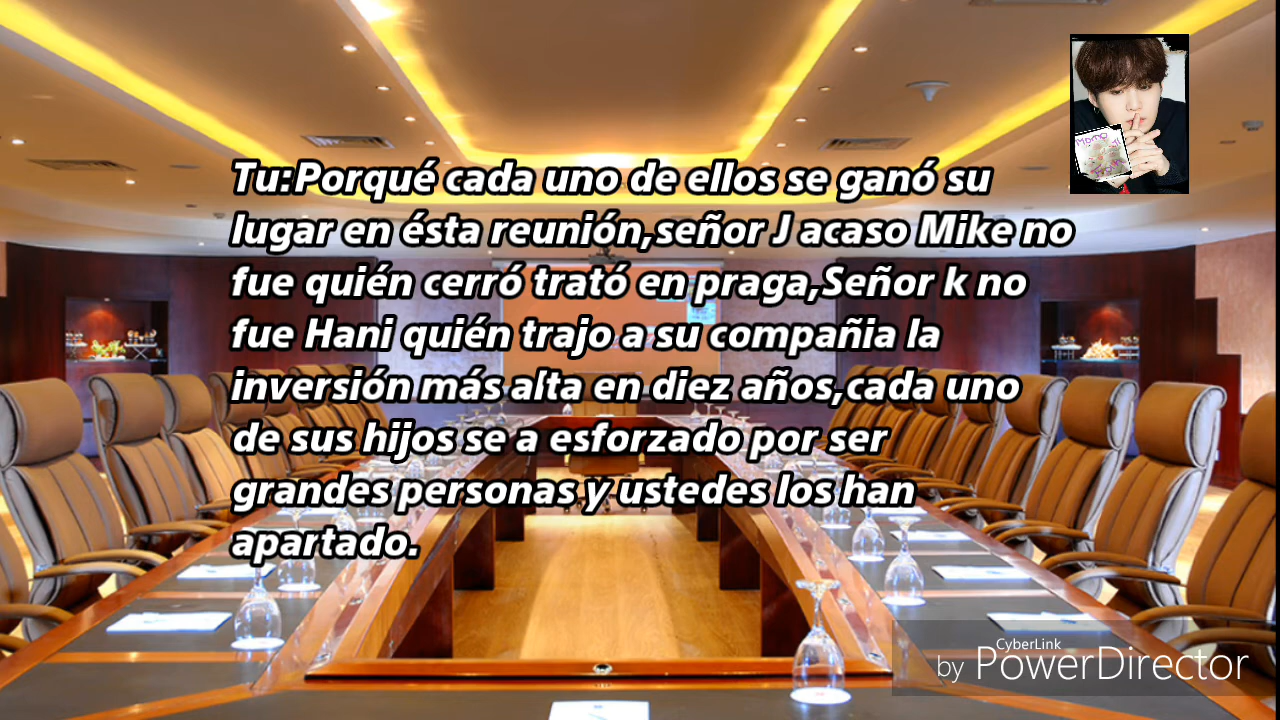 Tu:Porqué cada uno de ellos se ganó su
lugar en ésta reunión,señor J acaso Mike no
fue quién cerró trató en praga,Señor k no
fue Hani quién trajo a su compañia la
inversión más alta en diez años,cada uno
de sus hijos se a esforzado por ser
grandes personas y ustedes los han
apartado.
CyberLink
by PowerDirector